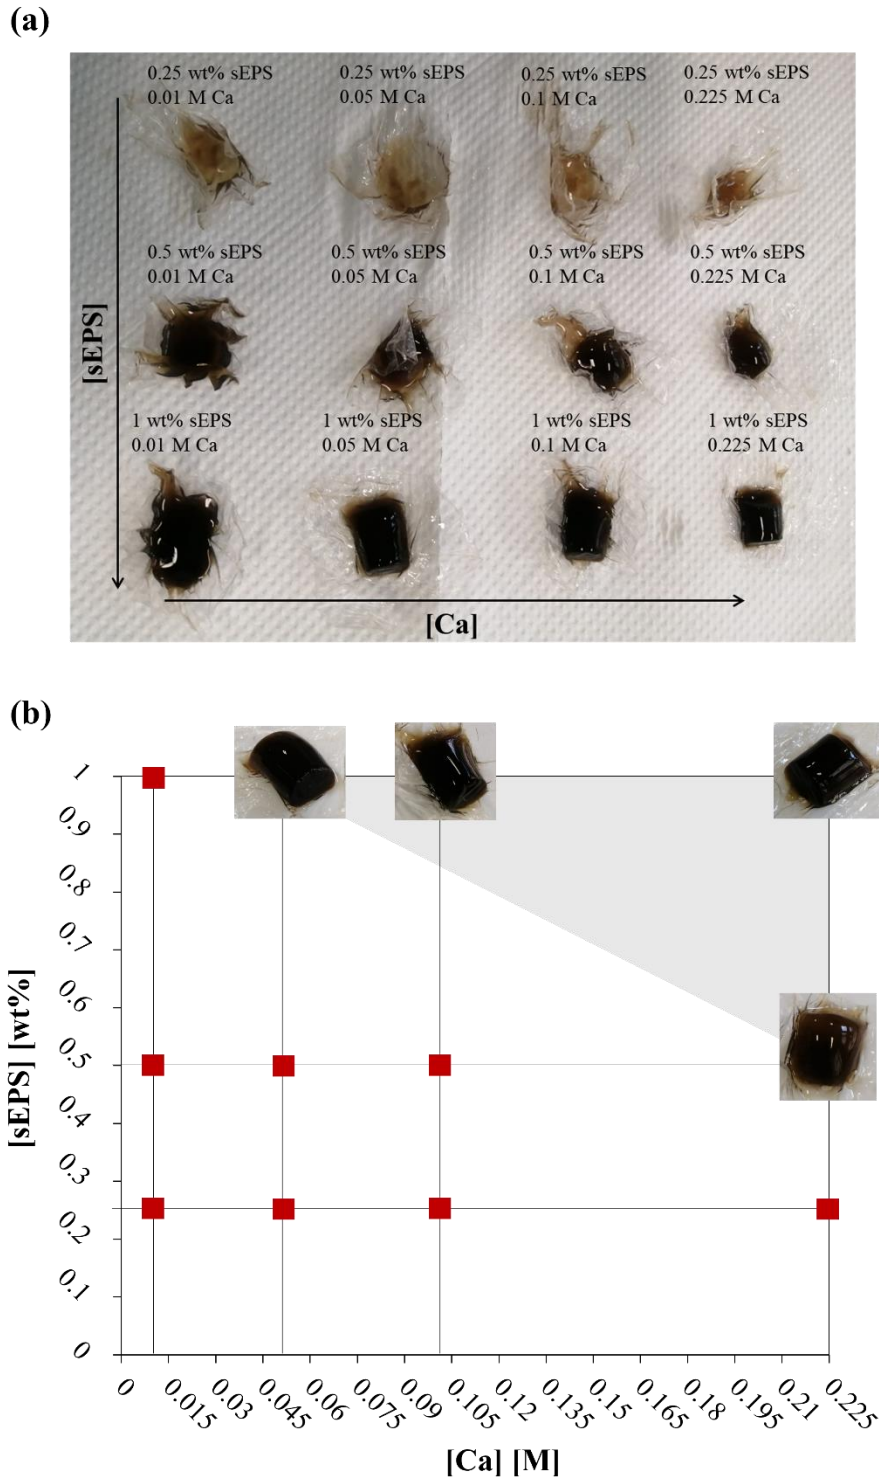 (a)
0.25 wt% sEPS
0.01 M Ca
0.25 wt% sEPS
0.05 M Ca
0.25 wt% sEPS
0.1 M Ca
0.25 wt% sEPS
0.225 M Ca
0.5 wt% sEPS
0.01 M Ca
0.5 wt% sEPS
0.05 M Ca
0.5 wt% sEPS
0.1 M Ca
0.5 wt% sEPS
0.225 M Ca
[sEPS]
1 wt% sEPS
0.01 M Ca
1 wt% sEPS
0.05 M Ca
1 wt% sEPS
0.1 M Ca
1 wt% sEPS
0.225 M Ca
[Ca]
(b)
1
0.9
0.8
0.7
0.6
0.5
0.4
0.3
0.2
0.1
0
[sEPS] [wt%]
0
0.015
0.03
0.045
0.06
0.075
0.09
0.105
0.12
0.135
0.15
0.165
0.18
0.195
0.21
0.225
[Ca] [M]